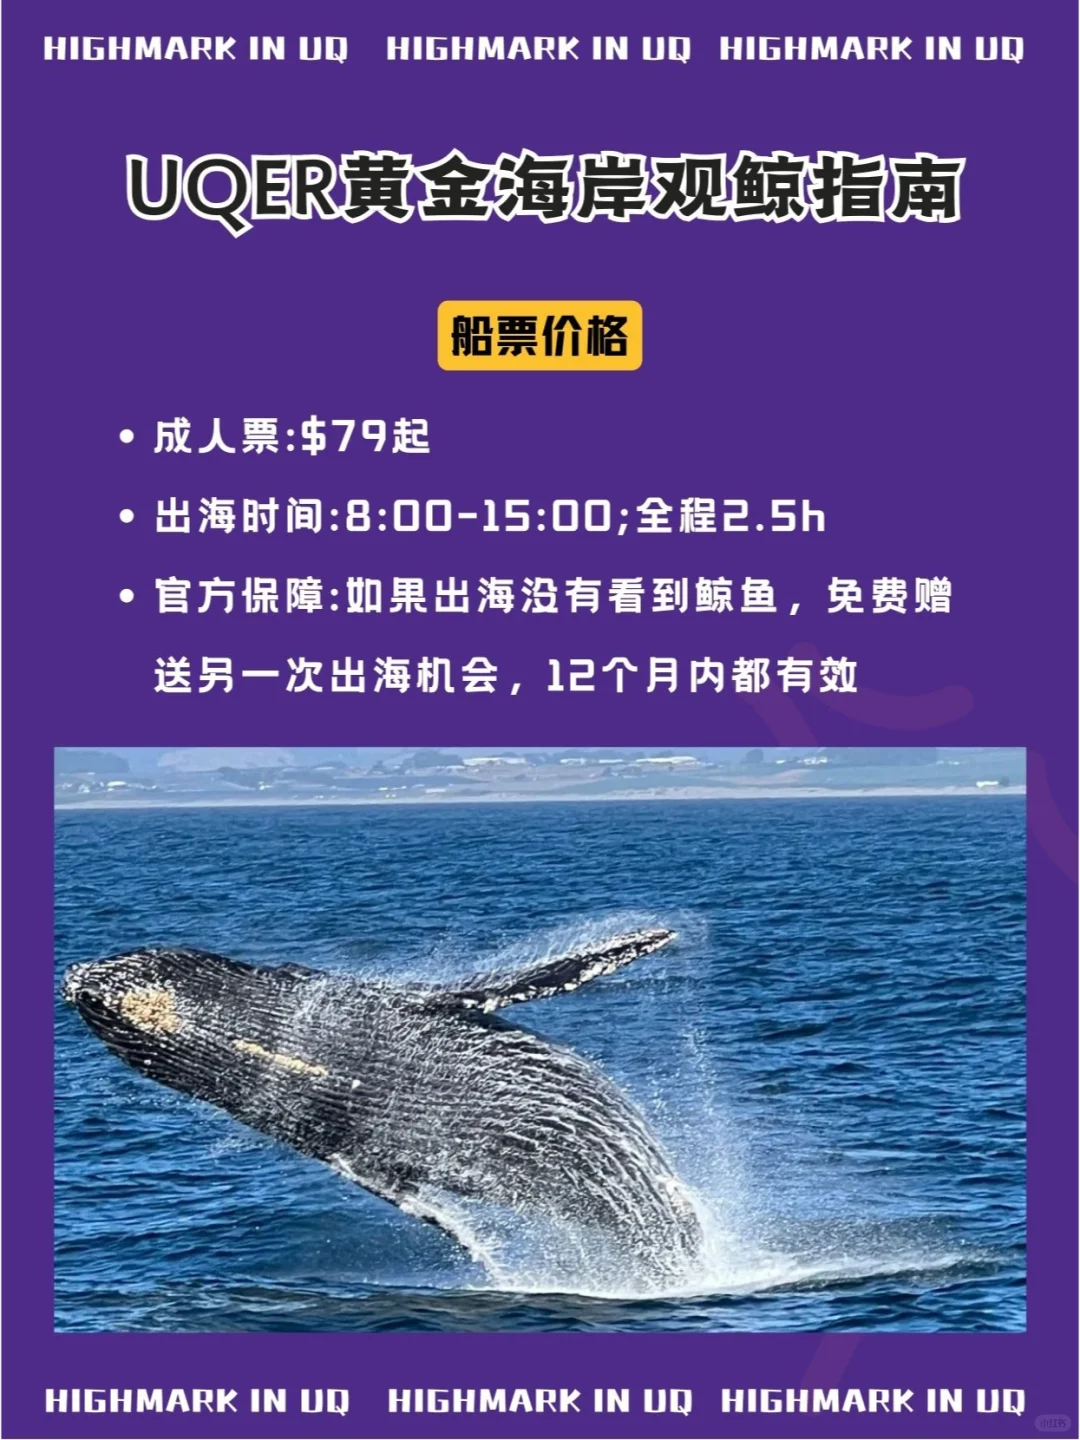 HIGHMARK IN UQ HIGHMARK IN UQ HIGHMARK IN UQ
UQER黄金海岸观鲸指南
船票价格
• 成人票:$79起
• 出海时间:8:00-15:00;全程2.5h
• 官方保障:如果出海没有看到鲸鱼，免费赠
送另一次出海机会，12个月内都有效
HIGHMARK IN UQ HIGHMARK IN UQ HIGHMARK IN UQ
小红书